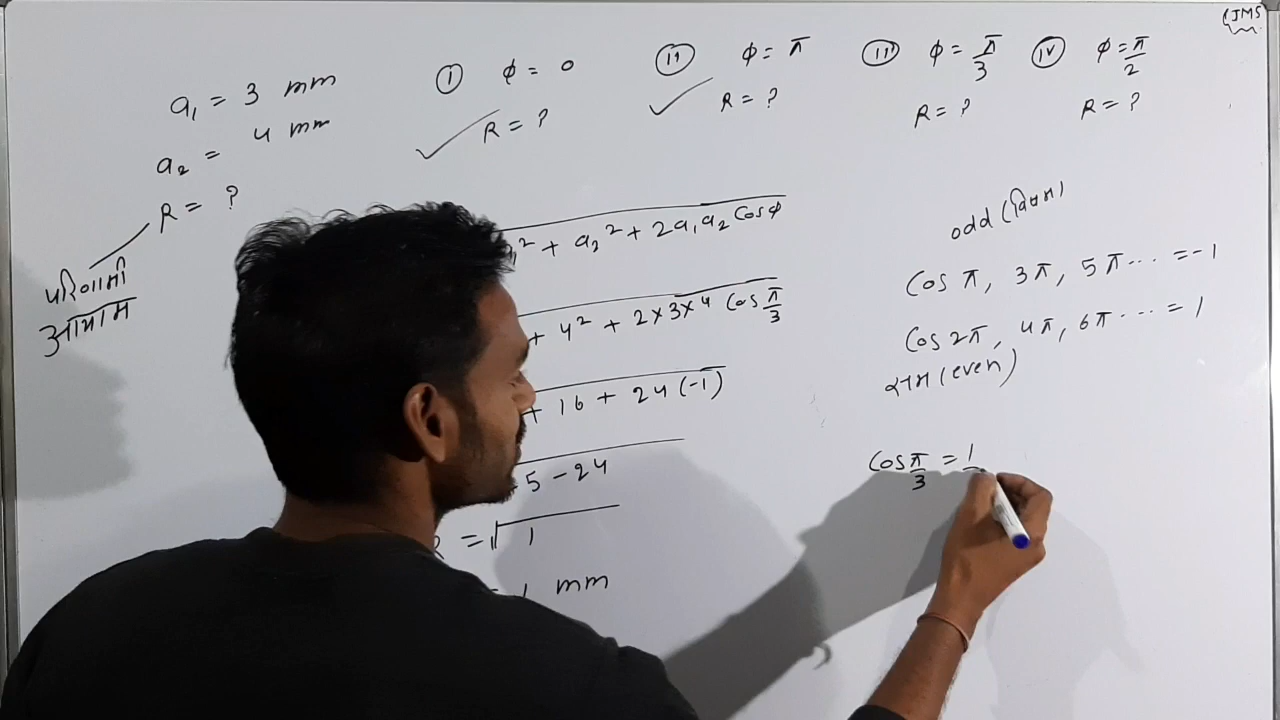 (JMS
a₁ = 3 mm
a₂ = 4 mm
R = ?
परिणामी
आयाम
(i) ϕ = 0
R = ?
(ii) ϕ = π
R = ?
(iii) ϕ = π/3
R = ?
(iv) ϕ = π/2
R = ?
² + a₂² + 2a₁a₂ Cosϕ
+ 4² + 2×3×4 Cos π/3
+ 16 + 24 (-1)
5 - 24
R = √1
mm
odd (विषम)
Cos π, 3π, 5π... = -1
Cos 2π, 4π, 6π... = 1
सम (even)
Cos π/3 = 1